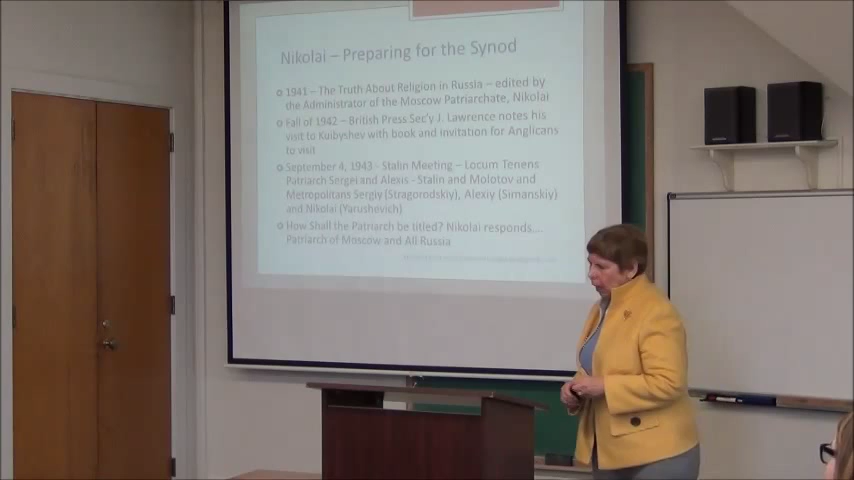 Nikolai – Preparing for the Synod
1941 – The Truth About Religion in Russia – edited by
the Administrator of the Moscow Patriarchate, Nikolai
Fall of 1942 – British Press Sec'y J. Lawrence notes his
visit to Kuibyshev with book and invitation for Anglicans
to visit
September 4, 1943 - Stalin Meeting – Locum Tenens
Patriarch Sergei and Alexis - Stalin and Molotov and
Metropolitans Sergiy (Stragorodskiy), Alexiy (Simanskiy)
and Nikolai (Yarushevich)
How Shall the Patriarch be titled? Nikolai responds....
Patriarch of Moscow and All Russia